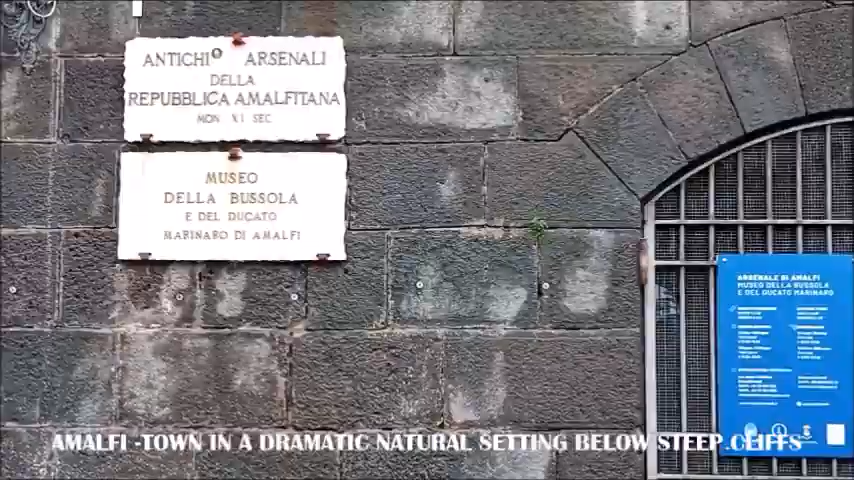 ANTICHI ARSENALI
DELLA
REPUBBLICA AMALFITANA
MON XI SEC
MUSEO
DELLA BUSSOLA
E DEL DUCATO
MARINARO DI AMALFI
ARSENALE DI AMALFI
MUSEO DELLA BUSSOLA
E DEL DUCATO MARINARO
AMALFI -TOWN IN A DRAMATIC NATURAL SETTING BELOW STEEP CLIFFS